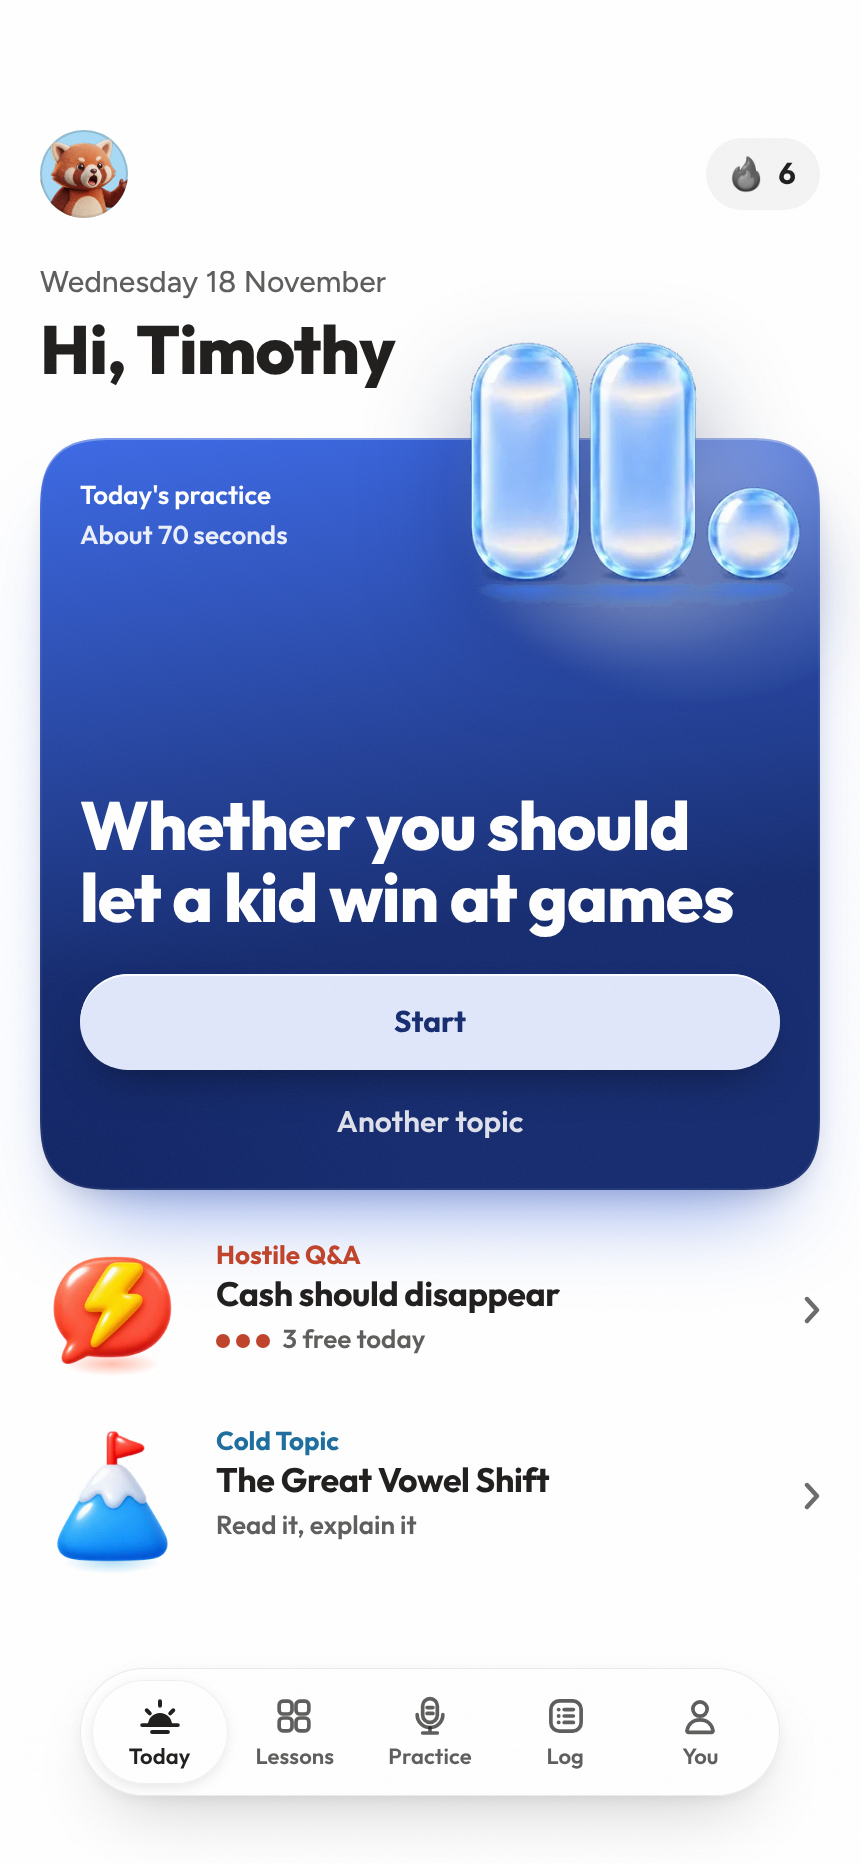 6
Wednesday 18 November
Hi, Timothy
Today's practice
About 70 seconds
Whether you should
let a kid win at games
Start
Another topic
Hostile Q&A
Cash should disappear
3 free today
Cold Topic
The Great Vowel Shift
Read it, explain it
Today
Lessons
Practice
Log
You